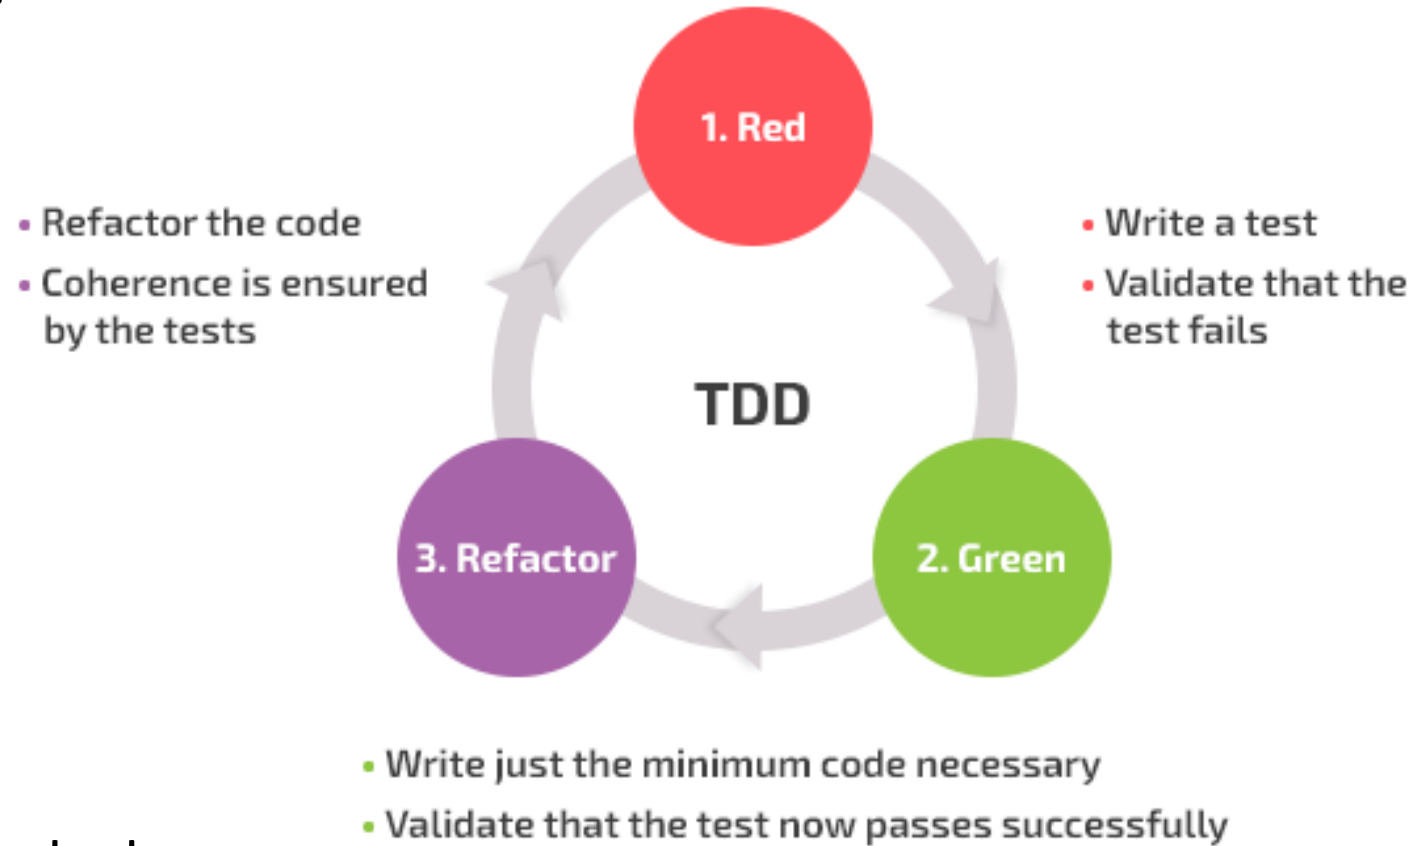 1. Red
• Refactor the code
• Coherence is ensured
by the tests
• Write a test
• Validate that the
test fails
TDD
3. Refactor
2. Green
• Write just the minimum code necessary
• Validate that the test now passes successfully